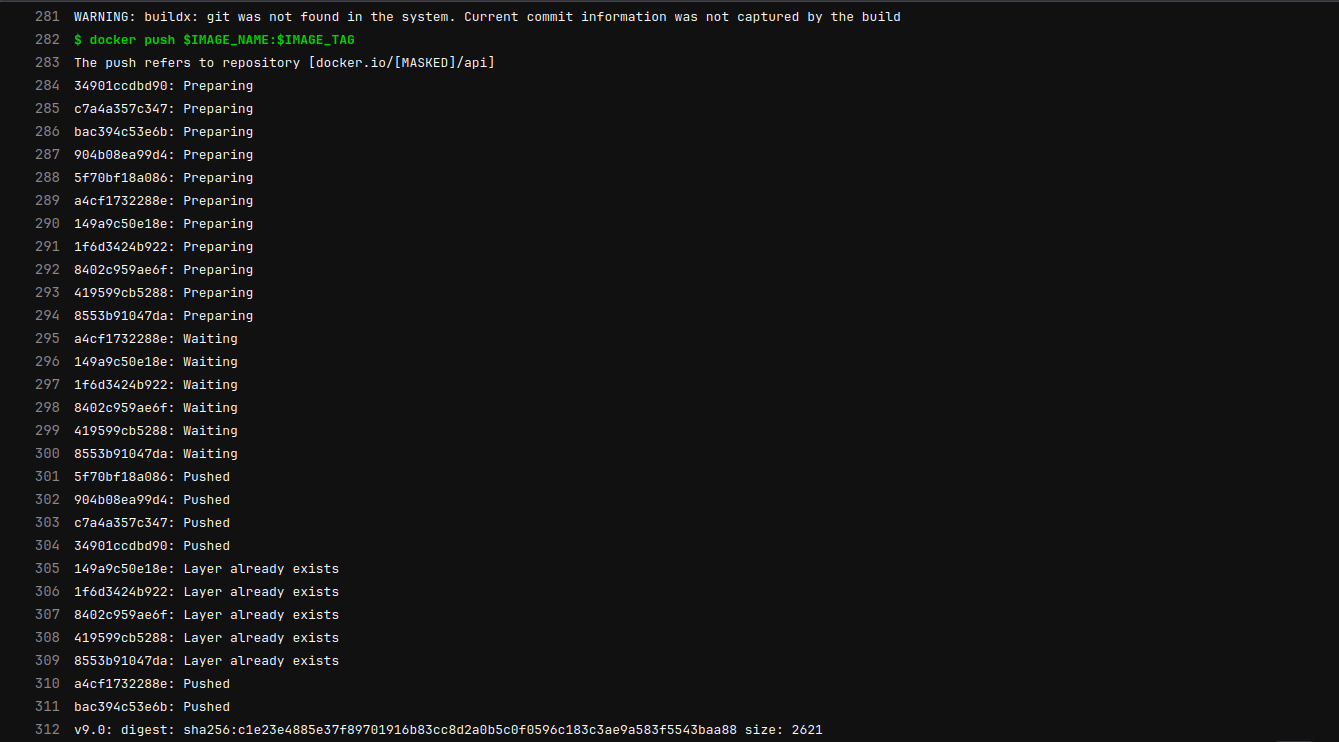 281 WARNING: buildx: git was not found in the system. Current commit information was not captured by the build
282 $ docker push $IMAGE_NAME:$IMAGE_TAG
283 The push refers to repository [docker.io/[MASKED]/api]
284 34901ccdbd90: Preparing
285 c7a4a357c347: Preparing
286 bac394c53e6b: Preparing
287 904b08ea99d4: Preparing
288 5f70bf18a086: Preparing
289 a4cf1732288e: Preparing
290 149a9c50e18e: Preparing
291 1f6d3424b922: Preparing
292 8402c959ae6f: Preparing
293 419599cb5288: Preparing
294 8553b91047da: Preparing
295 a4cf1732288e: Waiting
296 149a9c50e18e: Waiting
297 1f6d3424b922: Waiting
298 8402c959ae6f: Waiting
299 419599cb5288: Waiting
300 8553b91047da: Waiting
301 5f70bf18a086: Pushed
302 904b08ea99d4: Pushed
303 c7a4a357c347: Pushed
304 34901ccdbd90: Pushed
305 149a9c50e18e: Layer already exists
306 1f6d3424b922: Layer already exists
307 8402c959ae6f: Layer already exists
308 419599cb5288: Layer already exists
309 8553b91047da: Layer already exists
310 a4cf1732288e: Pushed
311 bac394c53e6b: Pushed
312 v9.0: digest: sha256:c1e23e4885e37f89701916b83cc8d2a0b5c0f0596c183c3ae9a583f5543baa88 size: 2621